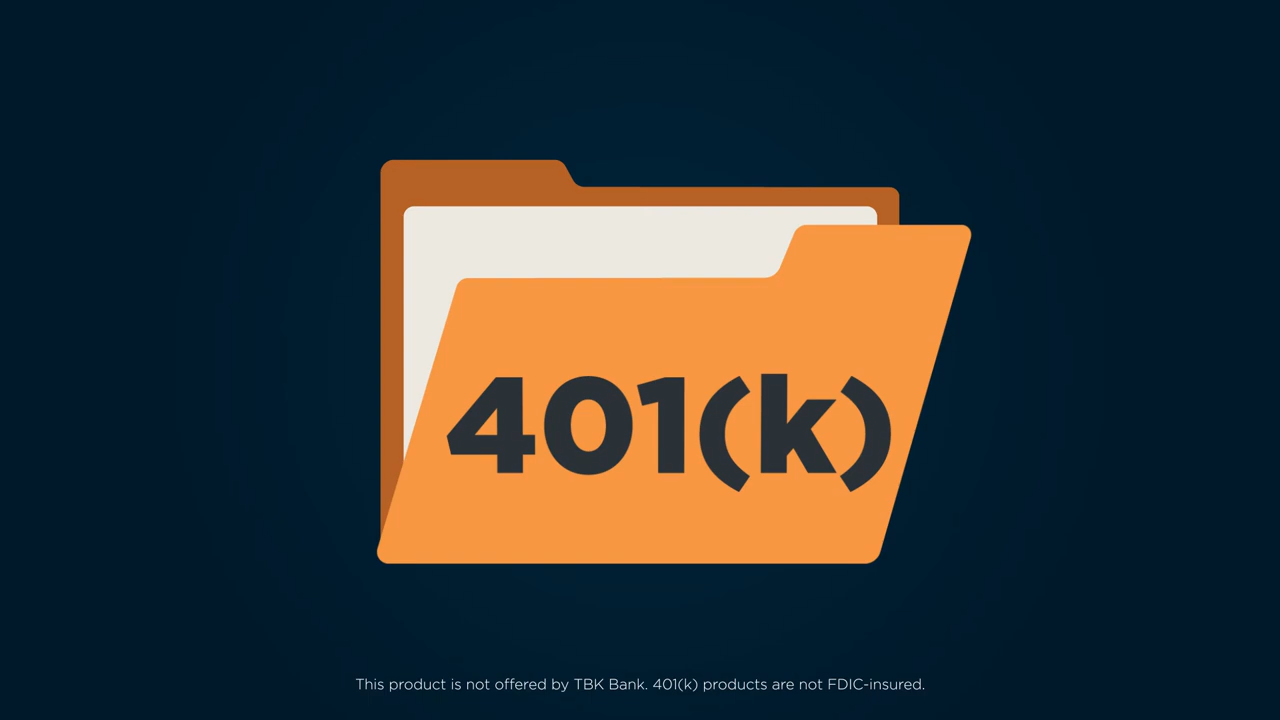 401(k)
This product is not offered by TBK Bank. 401(k) products are not FDIC-insured.